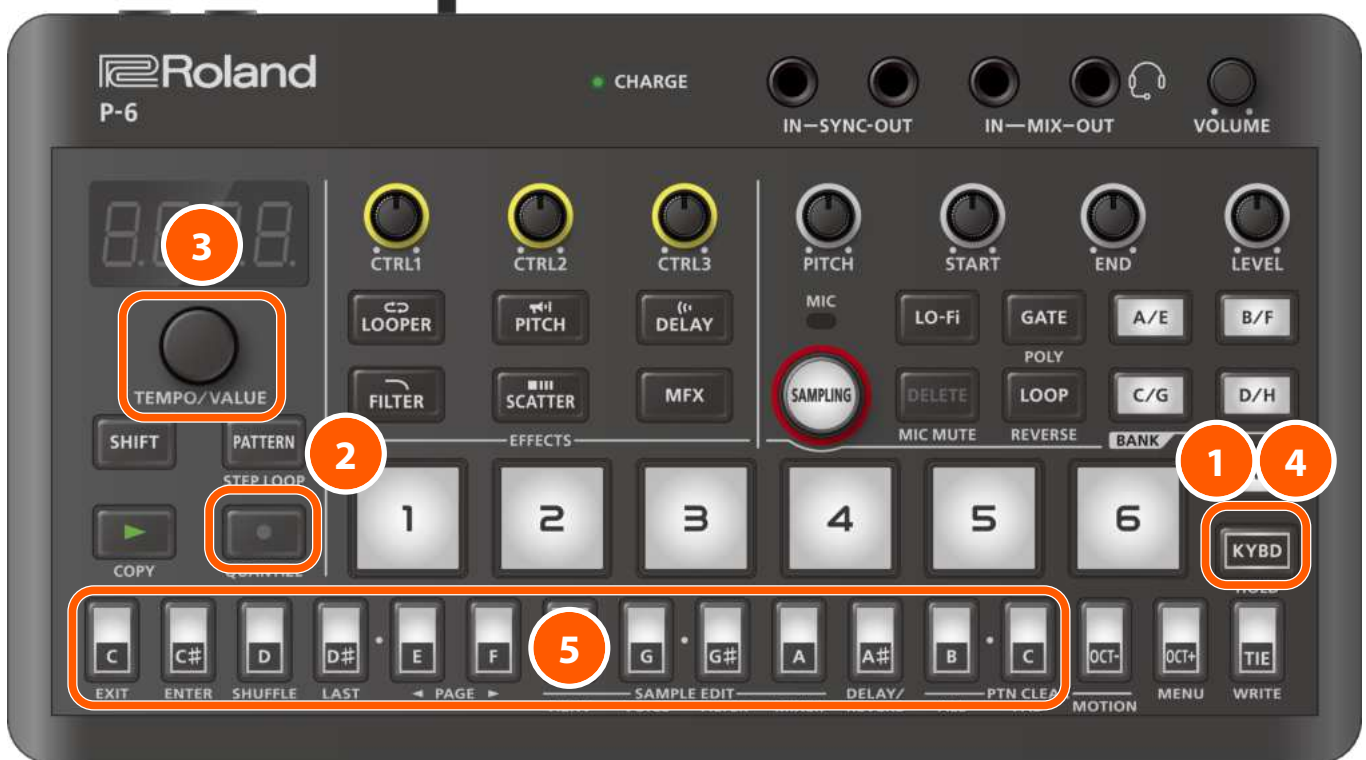 Roland
P-6
CHARGE
IN–SYNC-OUT
IN–MIX–OUT
VOLUME
3
CTRL1 CTRL2 CTRL3 PITCH START END LEVEL
MIC
LOOPER PITCH DELAY LO-Fi GATE A/E B/F
POLY
TEMPO/VALUE
FILTER SCATTER MFX SAMPLING DELETE LOOP C/G D/H
SHIFT PATTERN
EFFECTS
MIC MUTE REVERSE BANK
2
1 4
STEP LOOP
1 2 3 4 5 6
KYBD
COPY QUANTIZE
HOLD
5
C C# D D# E F G G# A A# B C OCT- OCT+ TIE
EXIT ENTER SHUFFLE LAST ◄ PAGE ► SAMPLE EDIT DELAY/ PTN CLEAR MENU WRITE
MOTION